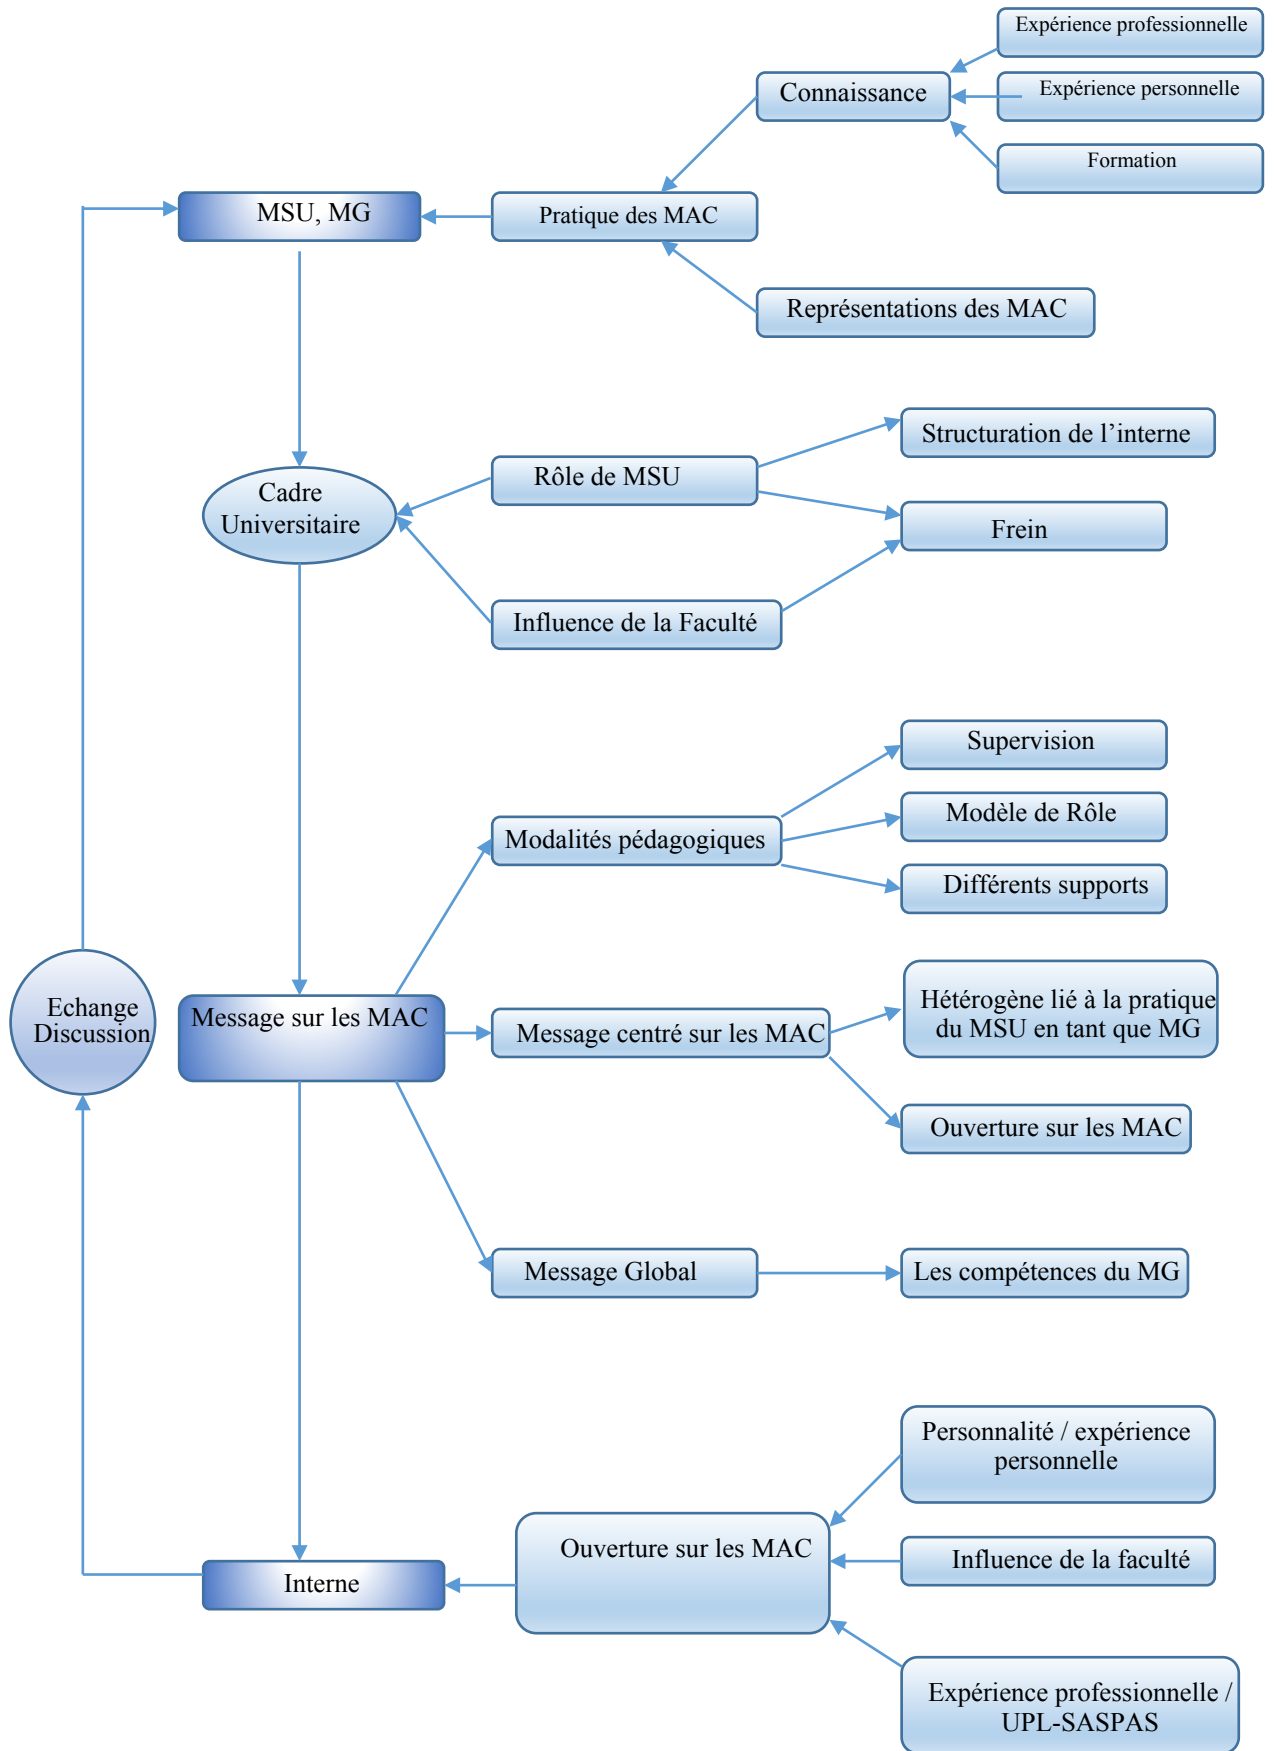 Expérience professionnelle
Connaissance
Expérience personnelle
Formation
MSU, MG
Pratique des MAC
Représentations des MAC
Structuration de l’interne
Rôle de MSU
Cadre
Universitaire
Frein
Influence de la Faculté
Supervision
Modèle de Rôle
Modalités pédagogiques
Différents supports
Echange
Discussion
Message sur les MAC
Message centré sur les MAC
Hétérogène lié à la pratique
du MSU en tant que MG
Ouverture sur les MAC
Message Global
Les compétences du MG
Personnalité / expérience
personnelle
Ouverture sur les MAC
Influence de la faculté
Interne
Expérience professionnelle /
UPL-SASPAS